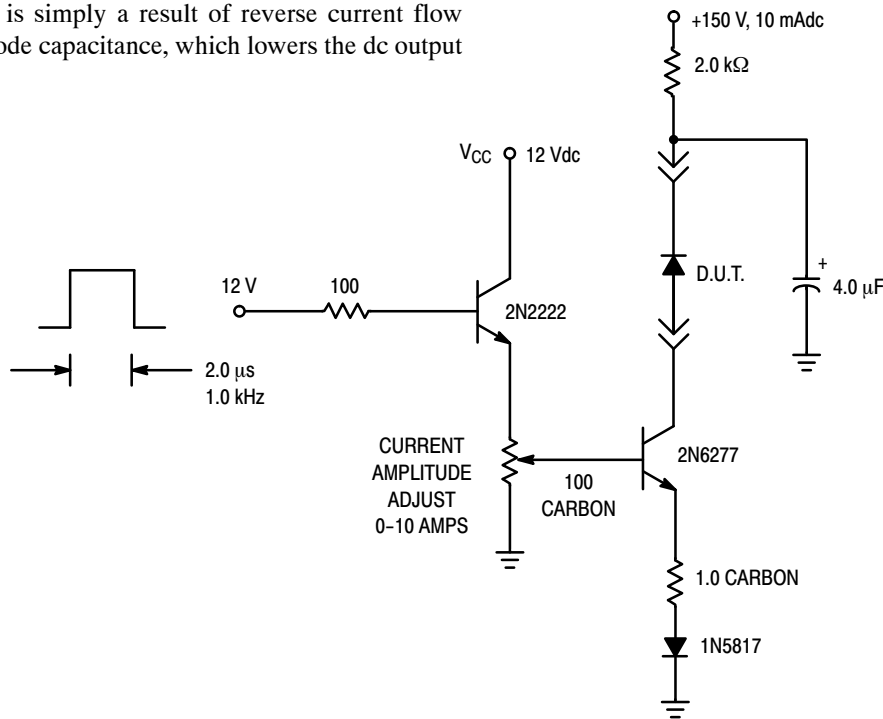 is simply a result of reverse current flow
ode capacitance, which lowers the dc output
+150 V, 10 mAdc
2.0 kΩ
VCC 12 Vdc
12 V
100
2N2222
D.U.T.
+
4.0 μF
2.0 μs
1.0 kHz
CURRENT
AMPLITUDE
ADJUST
0-10 AMPS
100
CARBON
2N6277
1.0 CARBON
1N5817